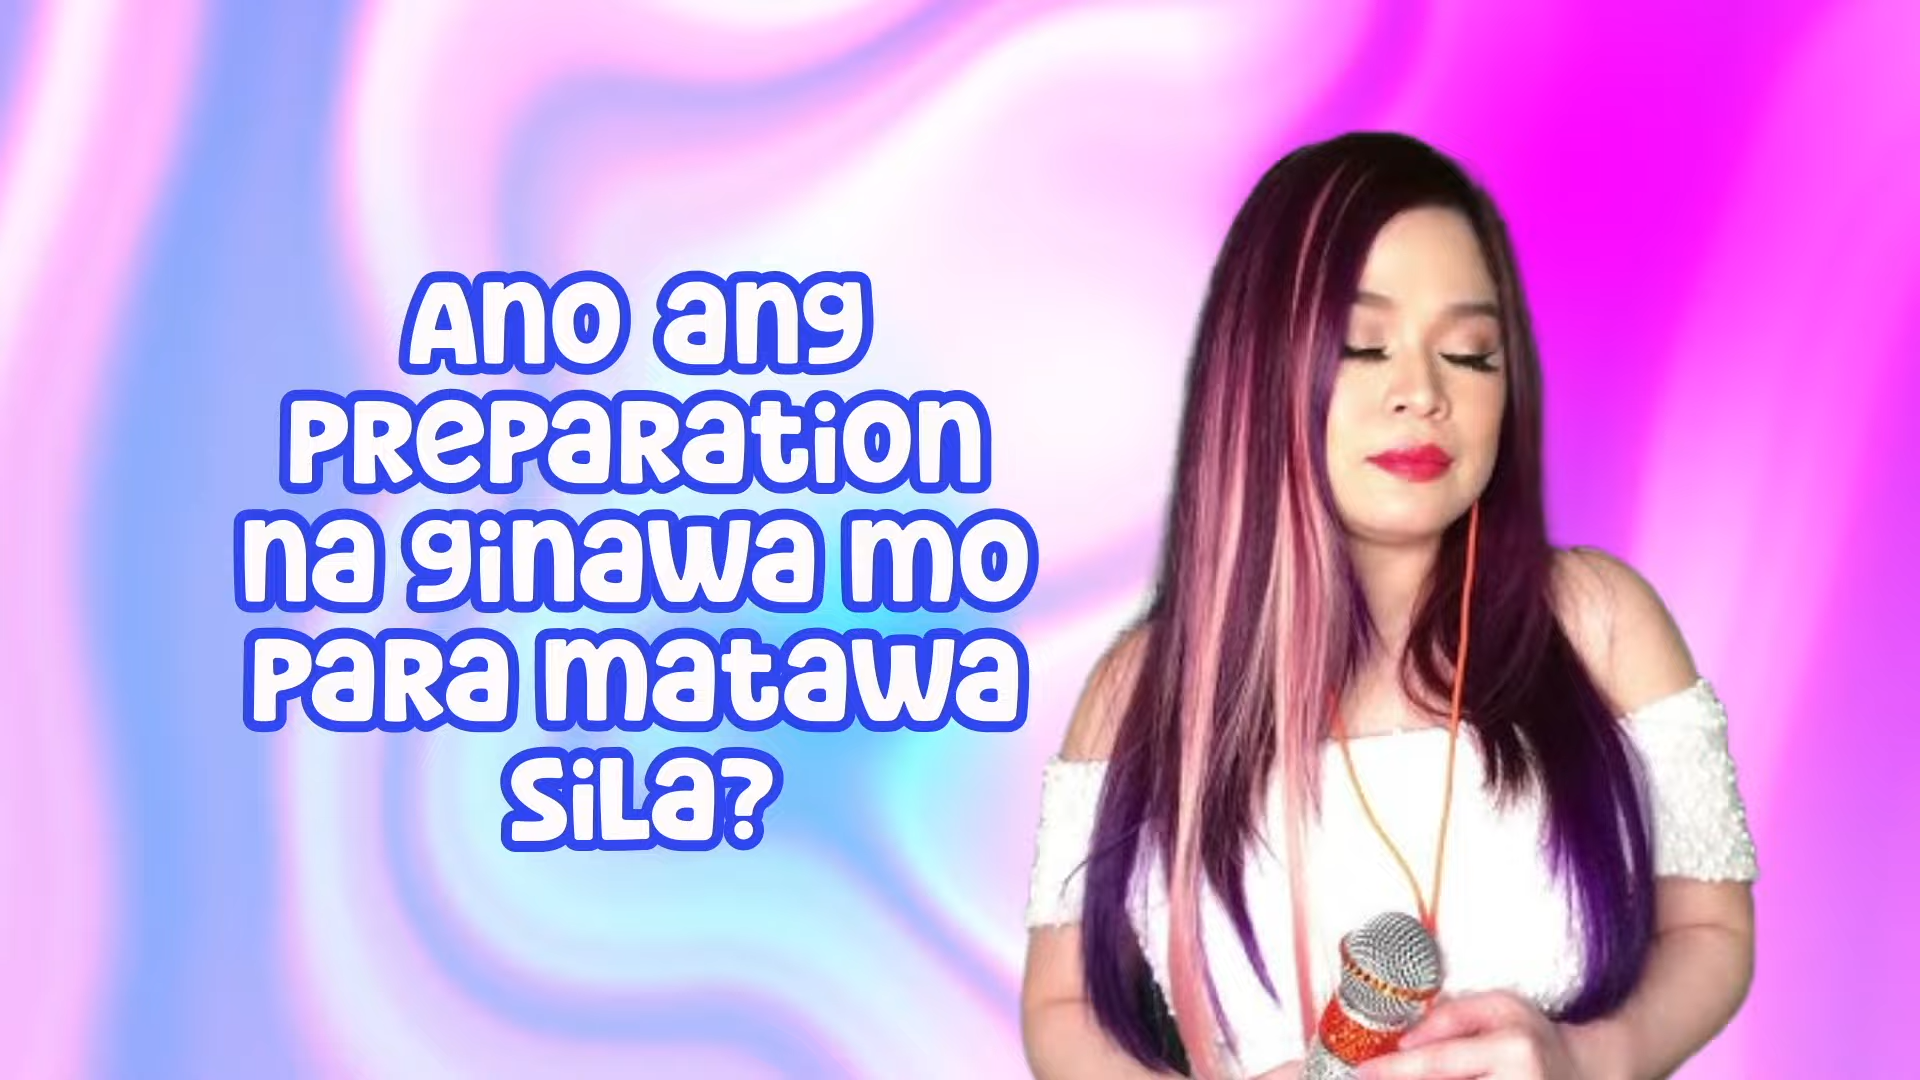 Ano ang
preparation
na ginawa mo
para matawa
sila?